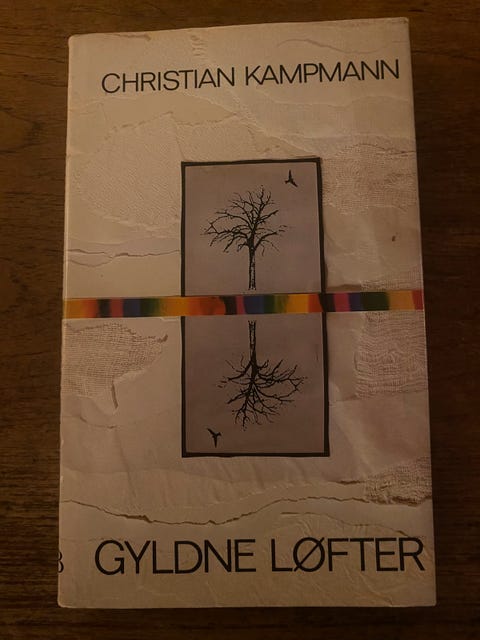 CHRISTIAN KAMPMANN
GYLDNE LØFTER